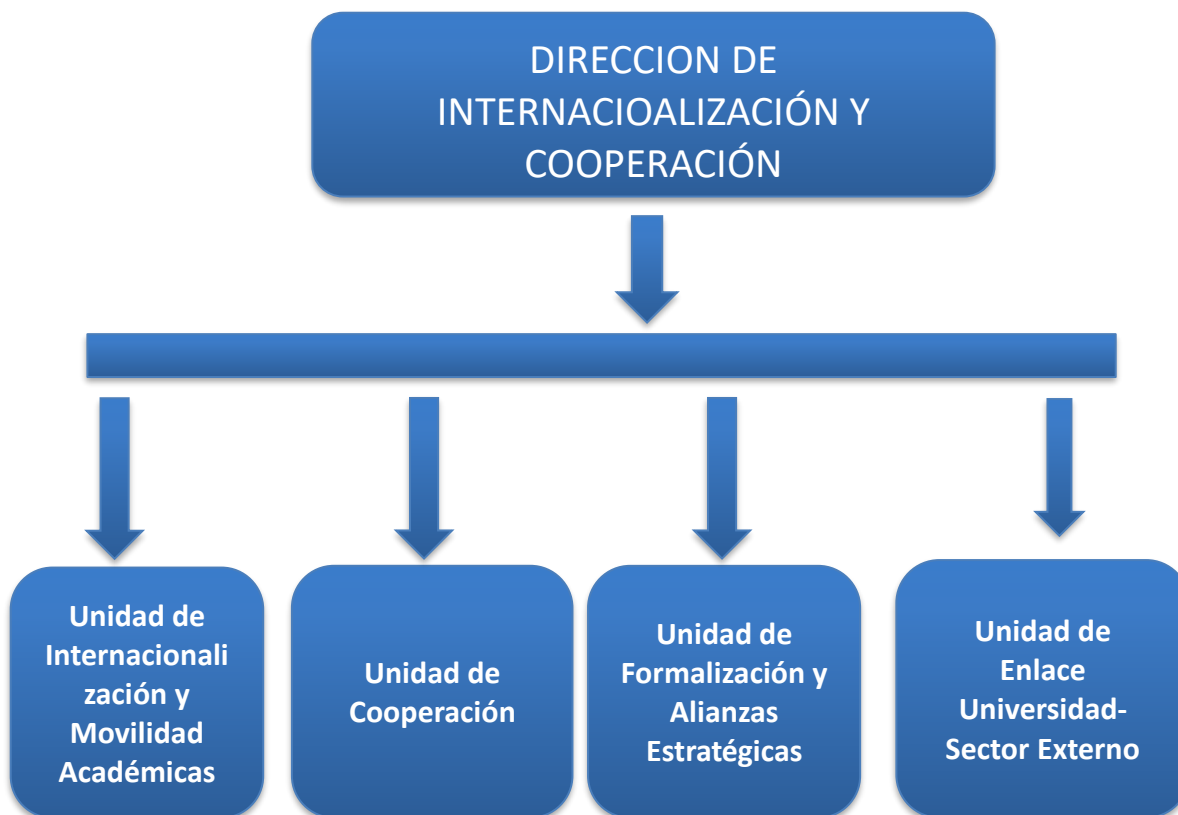 DIRECCION DE
INTERNACIOALIZACIÓN Y
COOPERACIÓN
Unidad de
Internacionali
zación y
Movilidad
Académicas
Unidad de
Cooperación
Unidad de
Formalización y
Alianzas
Estratégicas
Unidad de
Enlace
Universidad-
Sector Externo